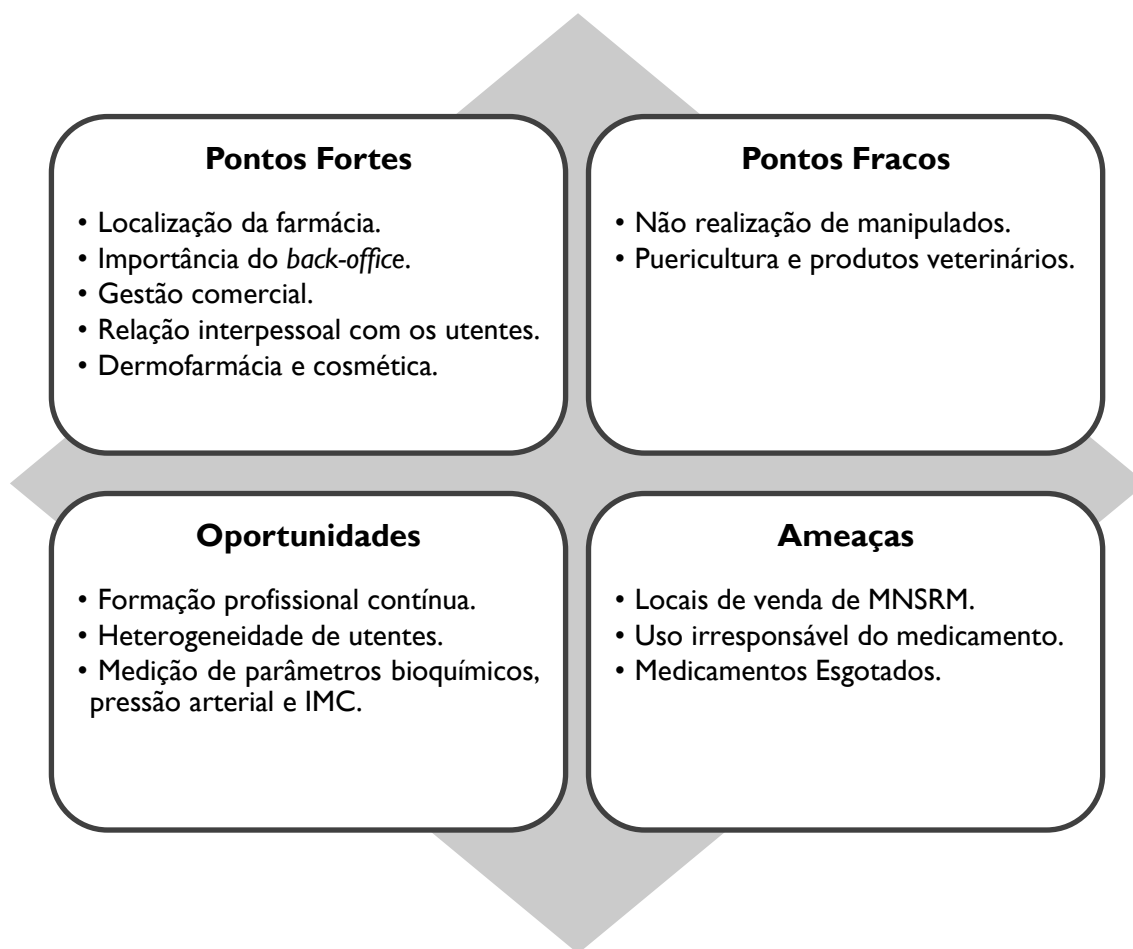 Pontos Fortes
• Localização da farmácia.
• Importância do back-office.
• Gestão comercial.
• Relação interpessoal com os utentes.
• Dermofarmácia e cosmética.
Pontos Fracos
• Não realização de manipulados.
• Puericultura e produtos veterinários.
Oportunidades
• Formação profissional contínua.
• Heterogeneidade de utentes.
• Medição de parâmetros bioquímicos,
pressão arterial e IMC.
Ameaças
• Locais de venda de MNSRM.
• Uso irresponsável do medicamento.
• Medicamentos Esgotados.